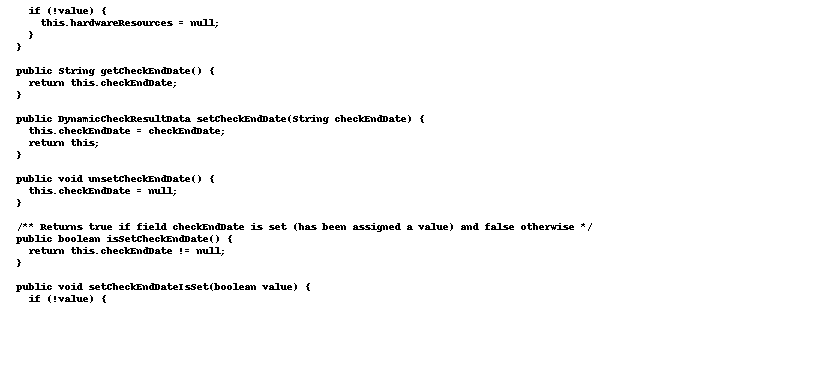 if (!value) {
this.hardwareResources = null;
}
}
public String getCheckEndDate() {
return this.checkEndDate;
}
public DynamicCheckResultData setCheckEndDate(String checkEndDate) {
this.checkEndDate = checkEndDate;
return this;
}
public void unsetCheckEndDate() {
this.checkEndDate = null;
}
/** Returns true if field checkEndDate is set (has been assigned a value) and false otherwise */
public boolean isSetCheckEndDate() {
return this.checkEndDate != null;
}
public void setCheckEndDateIsSet(boolean value) {
if (!value) {